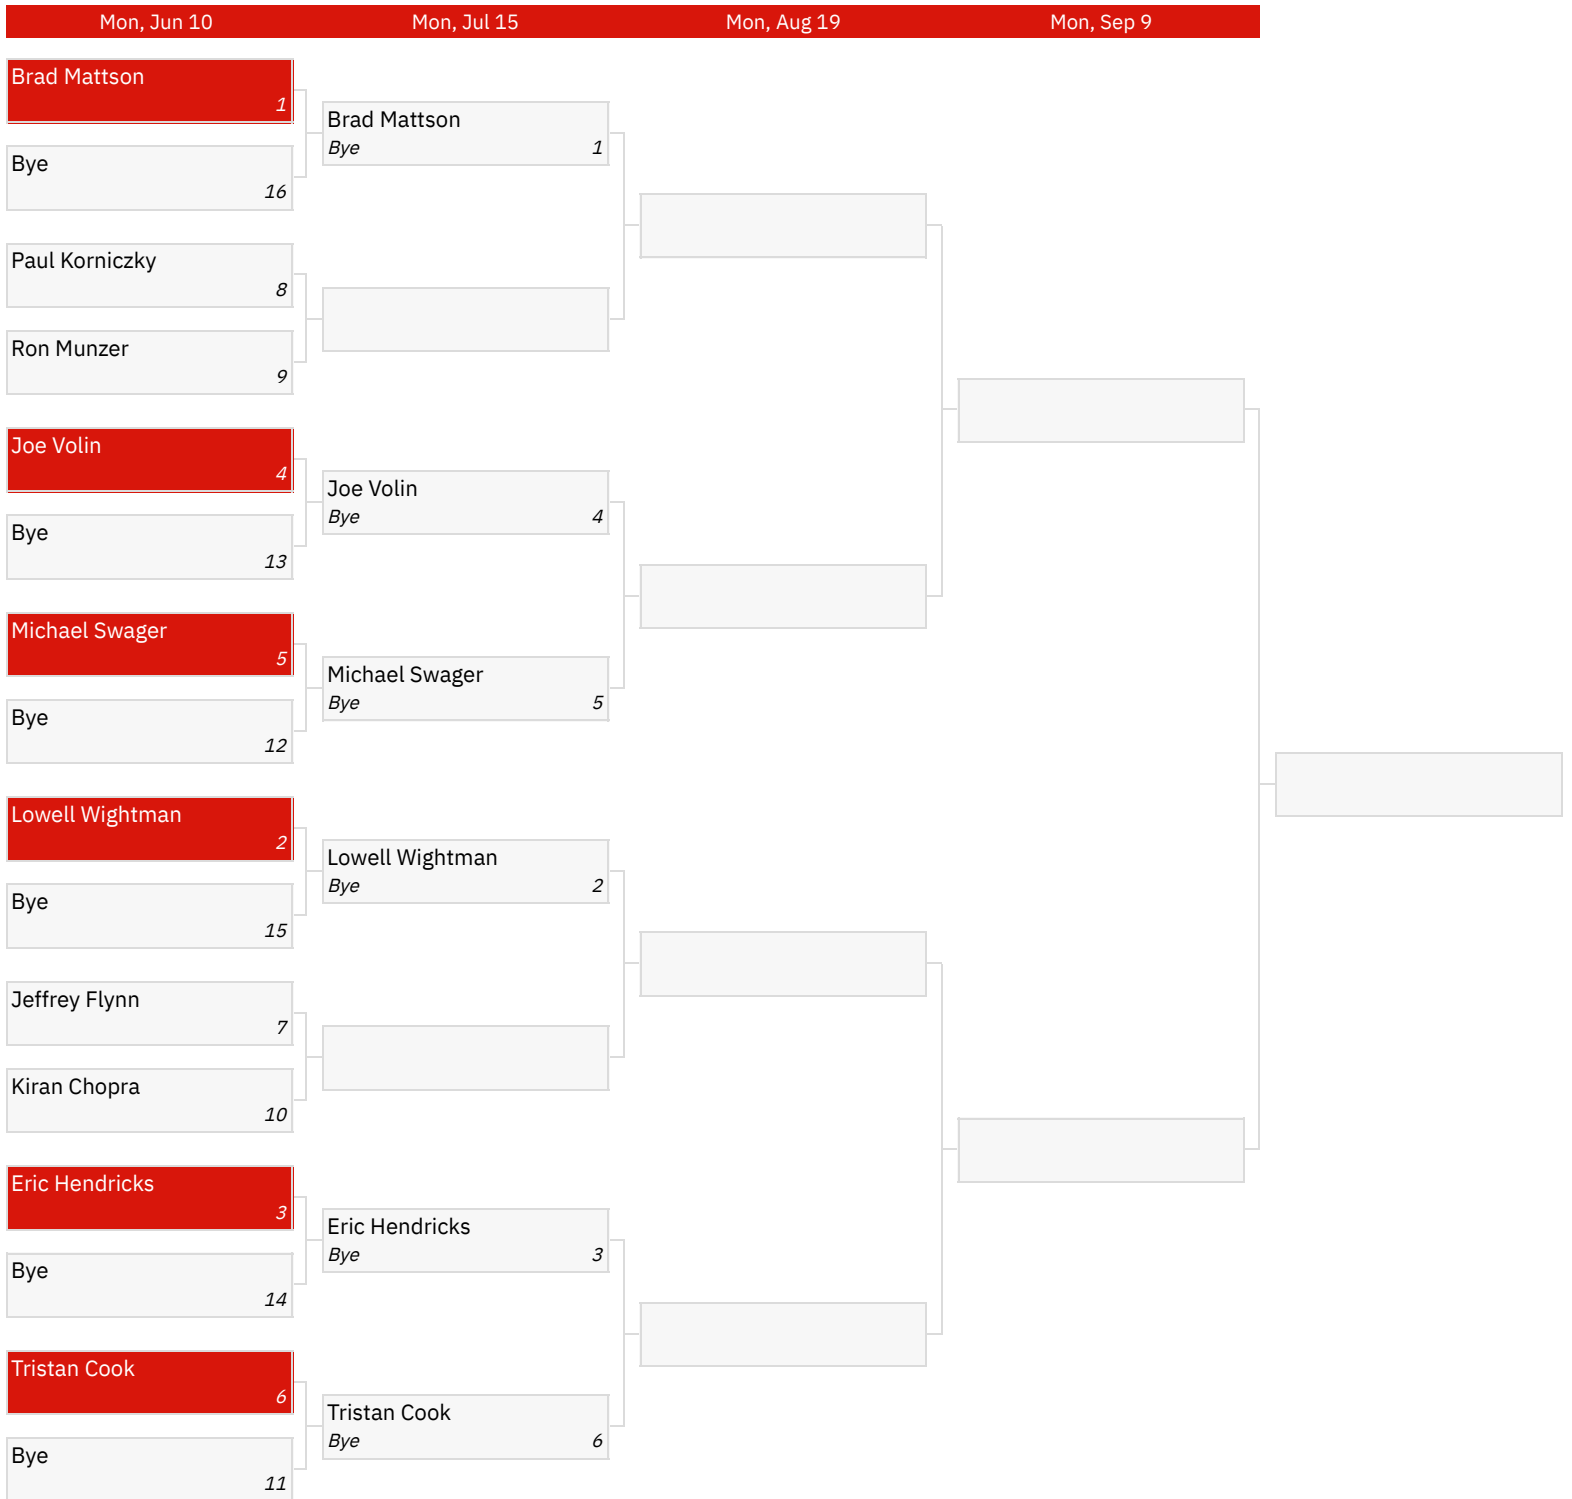 Mon, Jun 10
Mon, Jul 15
Mon, Aug 19
Mon, Sep 9
Brad Mattson
1
Bye
16
Paul Korniczky
8
Ron Munzer
9
Joe Volin
4
Bye
13
Michael Swager
5
Bye
12
Lowell Wightman
2
Bye
15
Jeffrey Flynn
7
Kiran Chopra
10
Eric Hendricks
3
Bye
14
Tristan Cook
6
Bye
11
Brad Mattson
Bye 1
Joe Volin
Bye 4
Michael Swager
Bye 5
Lowell Wightman
Bye 2
Eric Hendricks
Bye 3
Tristan Cook
Bye 6